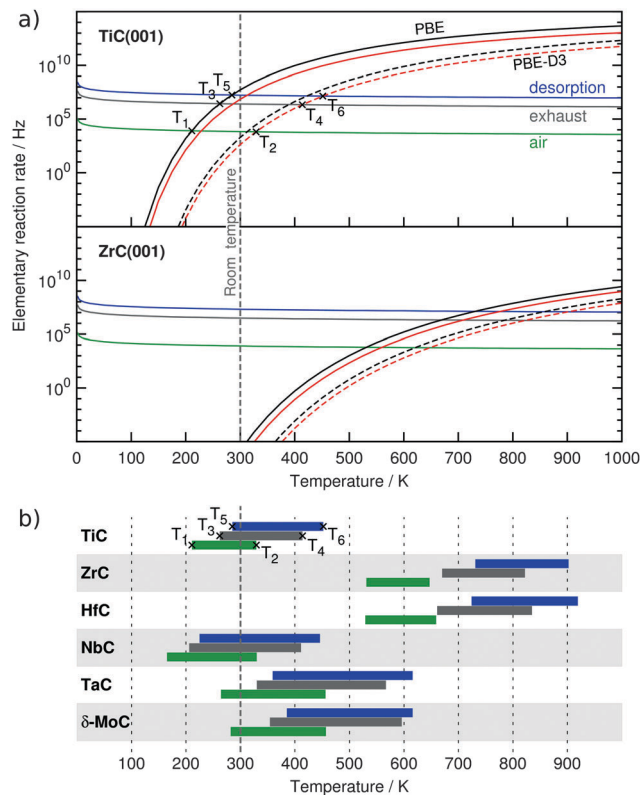 a)
TiC(001)
PBE
PBE-D3
desorption
exhaust
air
T1
T2
T3
T4
T5
T6
10^10
10^5
10^0
Room temperature
ZrC(001)
10^10
10^5
10^0
Elementary reaction rate / Hz
0 100 200 300 400 500 600 700 800 900 1000
Temperature / K
b)
TiC
T1
T2
T3
T4
T5
T6
ZrC
HfC
NbC
TaC
δ-MoC
100 200 300 400 500 600 700 800 900
Temperature / K